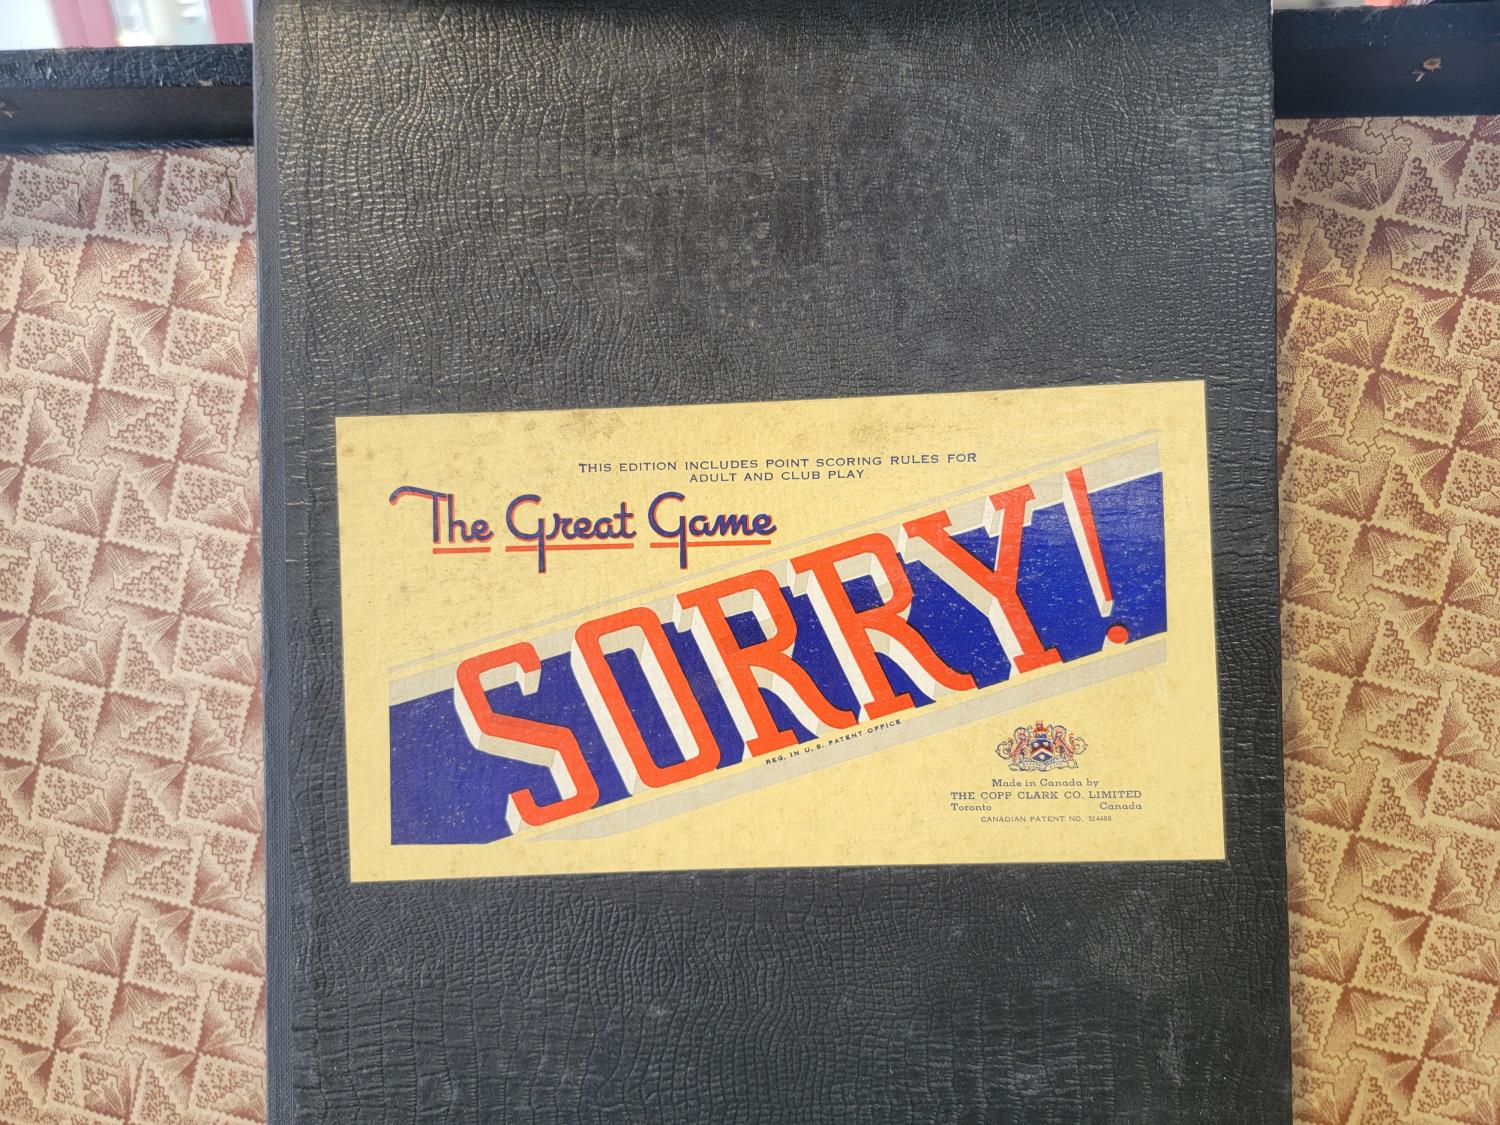 THIS EDITION INCLUDES POINT SCORING RULES FOR
ADULT AND CLUB PLAY
The Great Game
SORRY!
REG. IN U. S. PATENT OFFICE
Made in Canada by
THE COPP CLARK CO. LIMITED
Toronto Canada
CANADIAN PATENT NO. 324486